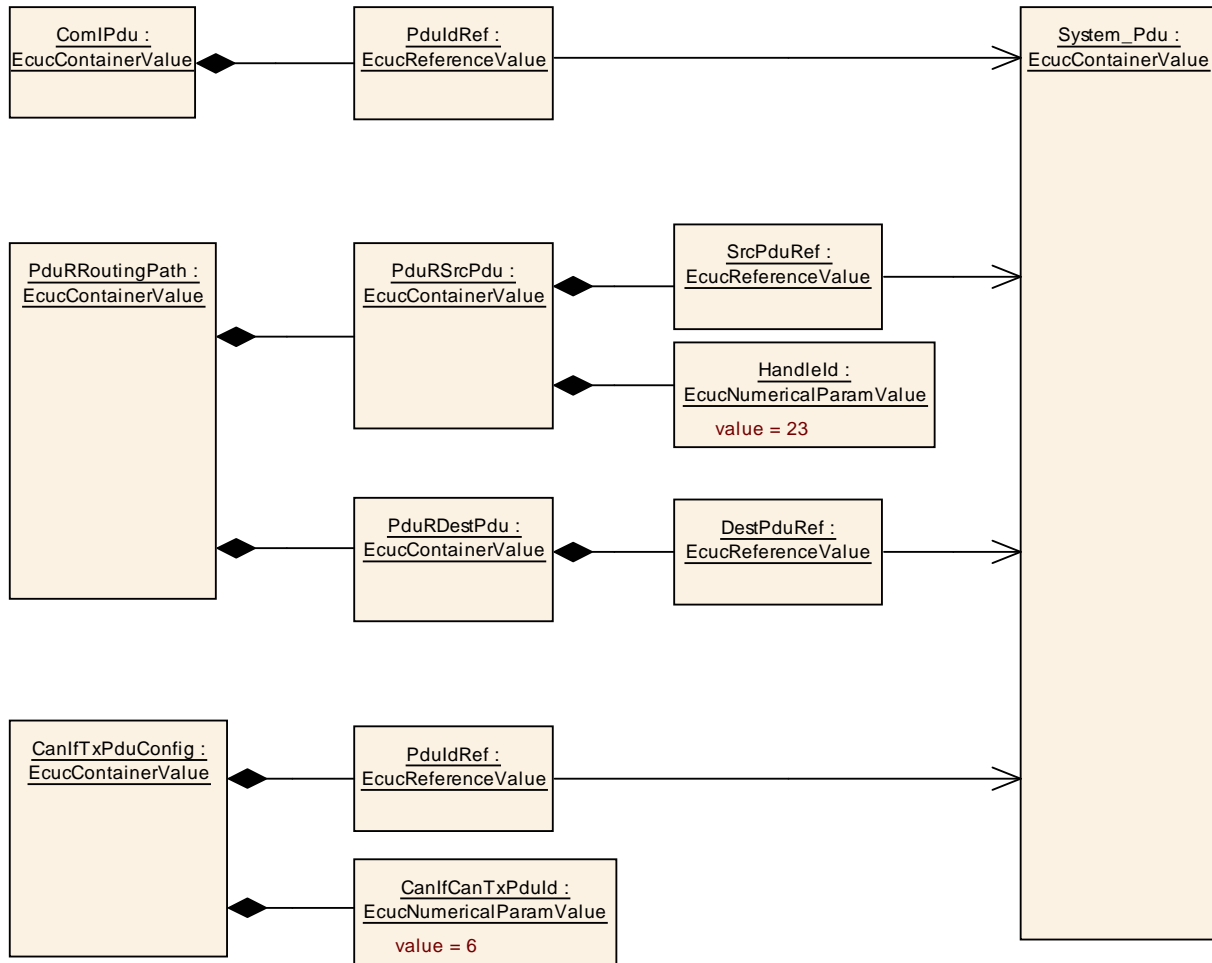 ComIPdu :
EcucContainerValue
PduIdRef :
EcucReferenceValue
System_Pdu :
EcucContainerValue
PduRRoutingPath :
EcucContainerValue
PduRSrcPdu :
EcucContainerValue
SrcPduRef :
EcucReferenceValue
HandleId :
EcucNumericalParamValue
value = 23
PduRDestPdu :
EcucContainerValue
DestPduRef :
EcucReferenceValue
CanIfTxPduConfig :
EcucContainerValue
PduIdRef :
EcucReferenceValue
CanIfCanTxPduId :
EcucNumericalParamValue
value = 6